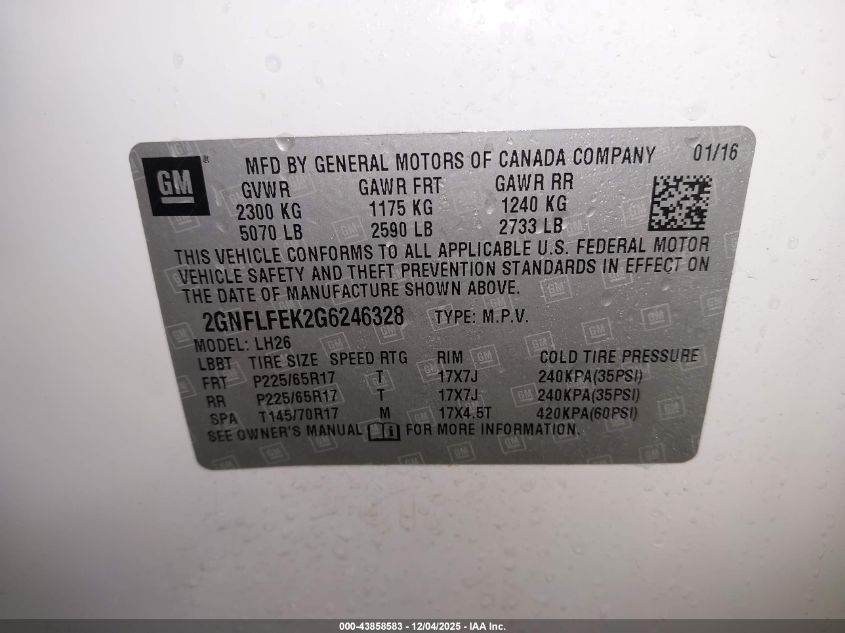 GM
MFD BY GENERAL MOTORS OF CANADA COMPANY 01/16
GVWR GAWR FRT GAWR RR
2300 KG 1175 KG 1240 KG
5070 LB 2590 LB 2733 LB
THIS VEHICLE CONFORMS TO ALL APPLICABLE U.S. FEDERAL MOTOR
VEHICLE SAFETY AND THEFT PREVENTION STANDARDS IN EFFECT ON
THE DATE OF MANUFACTURE SHOWN ABOVE.
2GNFLFEK2G6246328 TYPE: M.P.V.
MODEL: LH26
LBBT TIRE SIZE SPEED RTG RIM COLD TIRE PRESSURE
FRT P225/65R17 T 17X7J 240KPA(35PSI)
RR P225/65R17 T 17X7J 240KPA(35PSI)
SPA T145/70R17 M 17X4.5T 420KPA(60PSI)
SEE OWNER'S MANUAL FOR MORE INFORMATION.
000-43858583 - 12/04/2025 - IAA Inc.